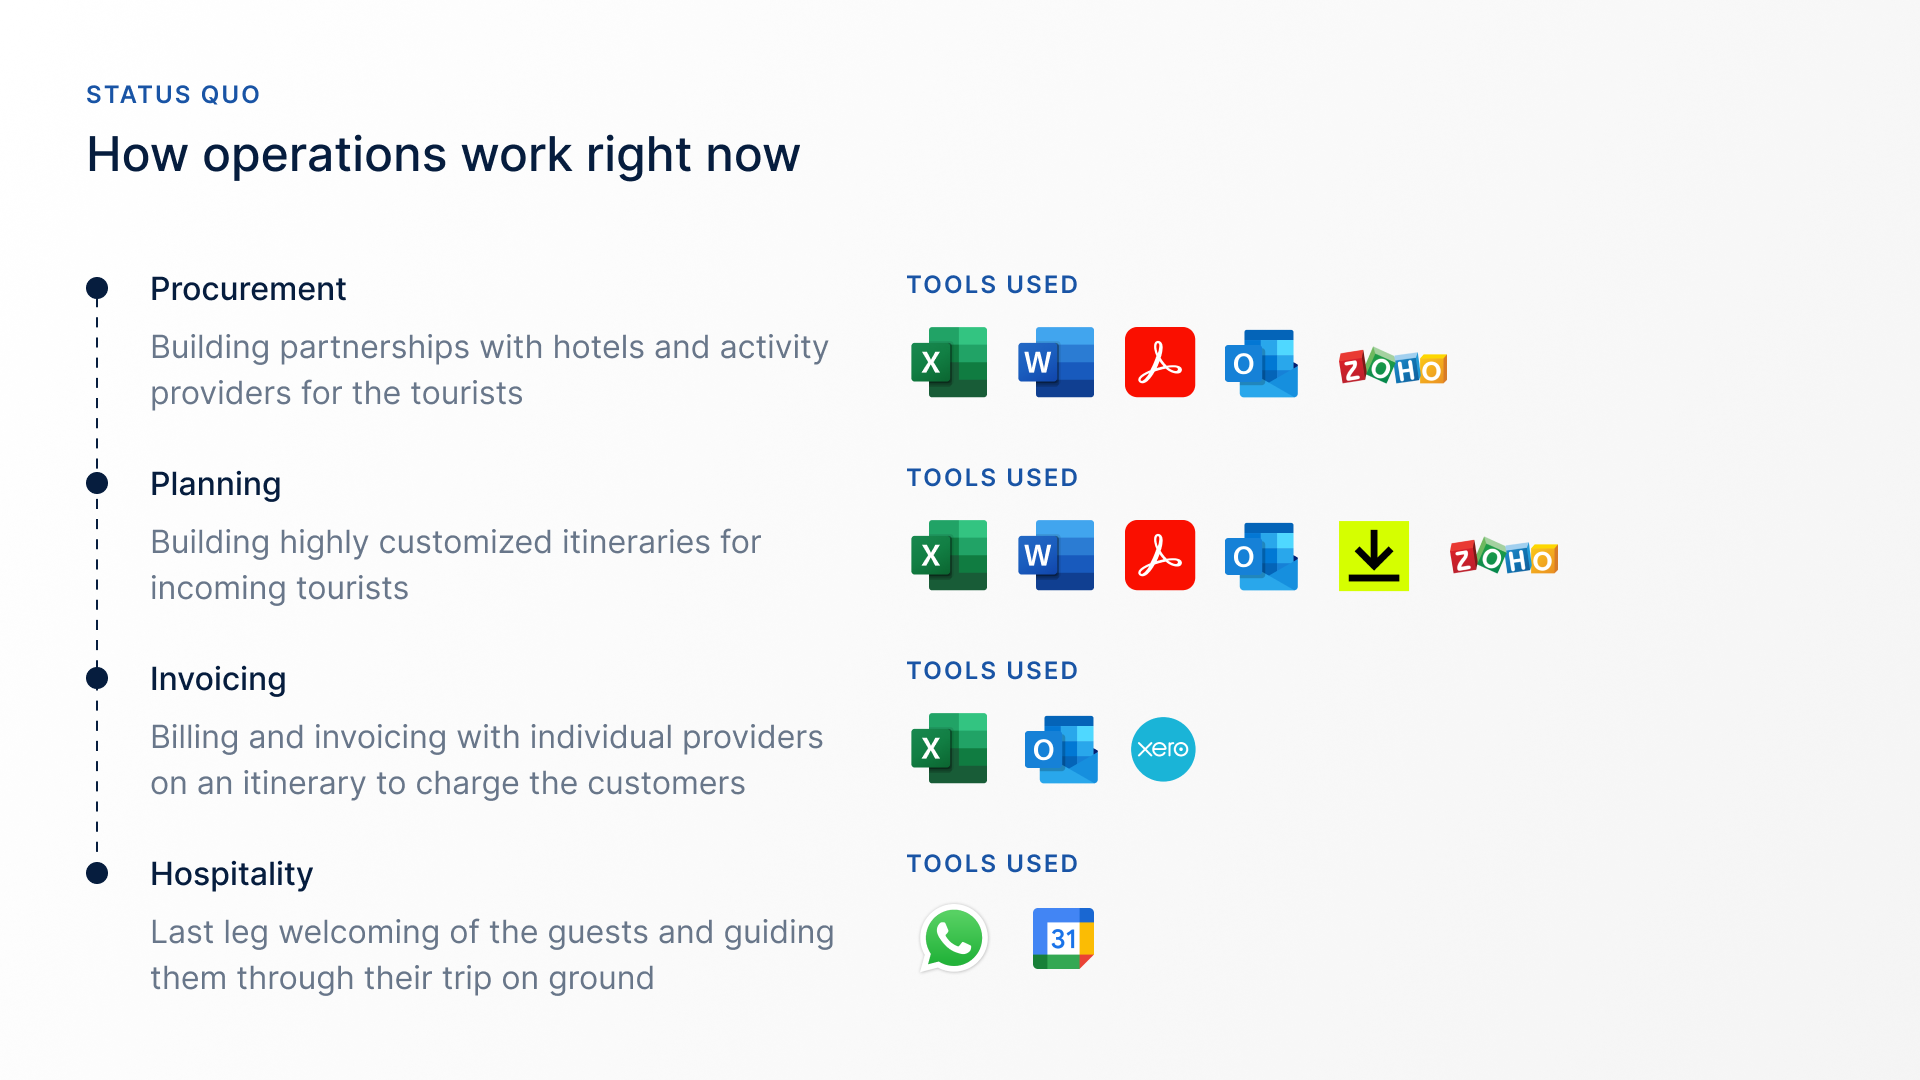 STATUS QUO
How operations work right now
Procurement
Building partnerships with hotels and activity
providers for the tourists
TOOLS USED
X W O ZOHO
Planning
Building highly customized itineraries for
incoming tourists
TOOLS USED
X W O ZOHO
Invoicing
Billing and invoicing with individual providers
on an itinerary to charge the customers
TOOLS USED
X O xero
Hospitality
Last leg welcoming of the guests and guiding
them through their trip on ground
TOOLS USED
31